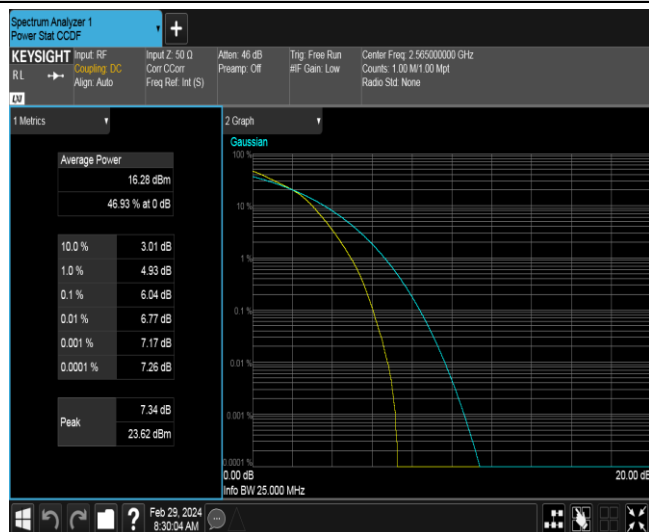 Spectrum Analyzer 1
Power Stat CCDF
+
KEYSIGHT
RL
LXI
Input: RF
Coupling: DC
Align: Auto
Input Z: 50 Ω
Corr CCorr
Freq Ref: Int (S)
Atten: 46 dB
Preamp: Off
Trig: Free Run
#IF Gain: Low
Center Freq: 2.565000000 GHz
Counts: 1.00 M/1.00 Mpt
Radio Std: None
1 Metrics
Average Power
16.28 dBm
46.93 % at 0 dB
10.0 % 3.01 dB
1.0 % 4.93 dB
0.1 % 6.04 dB
0.01 % 6.77 dB
0.001 % 7.17 dB
0.0001 % 7.26 dB
Peak
7.34 dB
23.62 dBm
2 Graph
Gaussian
100 %
10 %
1 %
0.1 %
0.01 %
0.001 %
0.0001 %
0.00 dB
20.00 dB
Info BW 25.000 MHz
?
Feb 29, 2024
8:30:04 AM